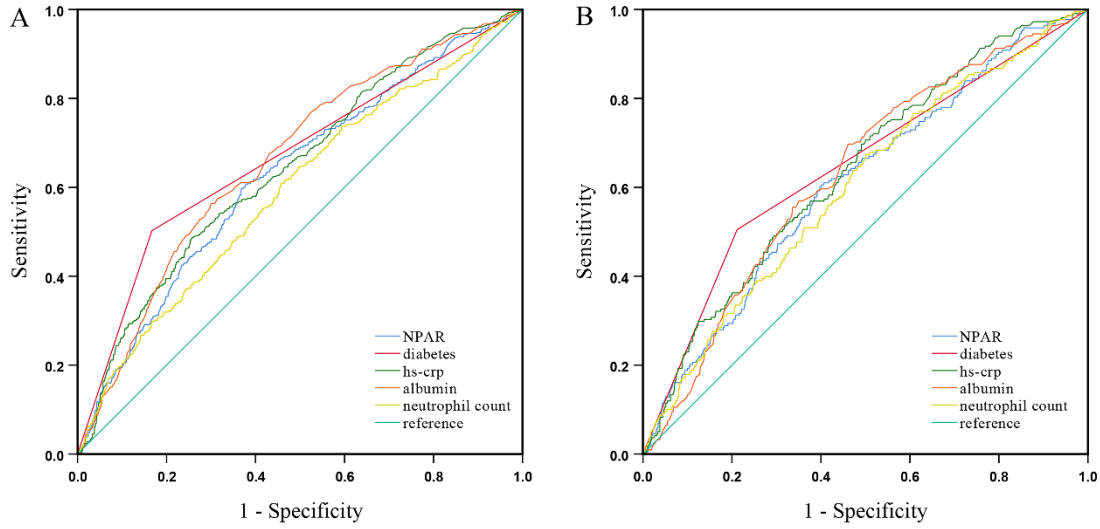 A
1.0
0.8
0.6
0.4
0.2
0.0
Sensitivity
NPAR
diabetes
hs-crp
albumin
neutrophil count
reference
0.0 0.2 0.4 0.6 0.8 1.0
1 - Specificity
B
1.0
0.8
0.6
0.4
0.2
0.0
Sensitivity
NPAR
diabetes
hs-crp
albumin
neutrophil count
reference
0.0 0.2 0.4 0.6 0.8 1.0
1 - Specificity